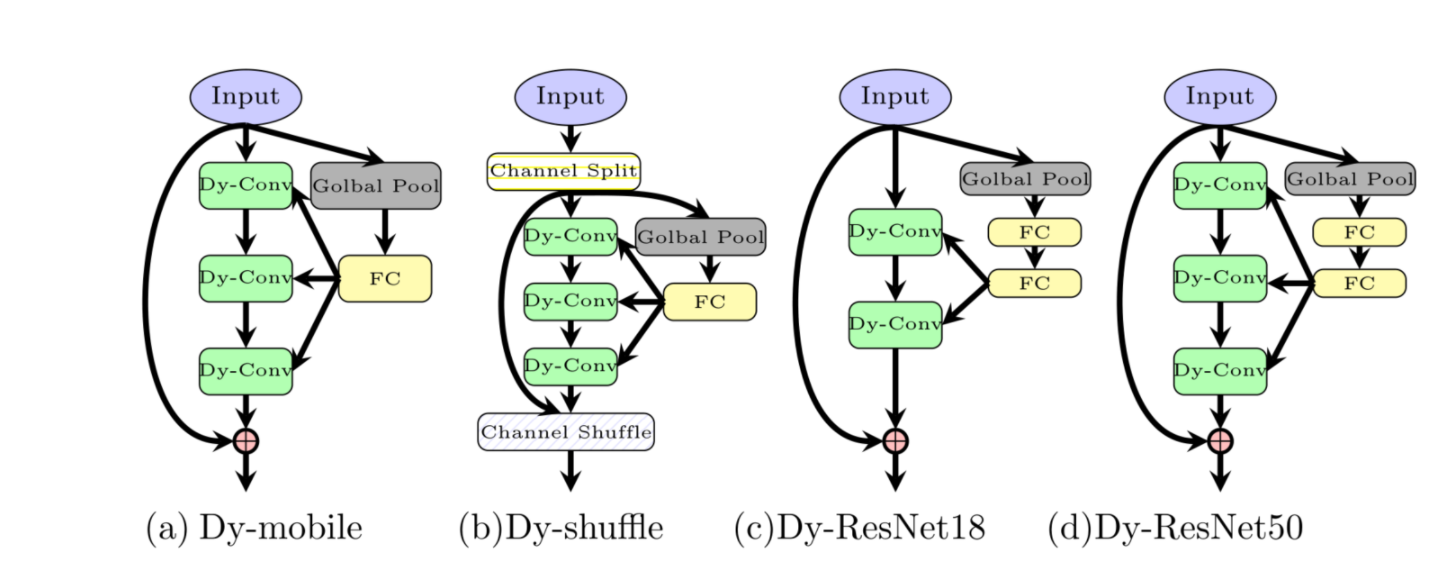 Input
Dy-Conv
Golbal Pool
Dy-Conv
FC
Dy-Conv
(a) Dy-mobile
Input
Channel Split
Dy-Conv
Golbal Pool
Dy-Conv
FC
Dy-Conv
Channel Shuffle
(b)Dy-shuffle
Input
Golbal Pool
Dy-Conv
FC
FC
Dy-Conv
(c)Dy-ResNet18
Input
Dy-Conv
Golbal Pool
FC
Dy-Conv
FC
Dy-Conv
(d)Dy-ResNet50